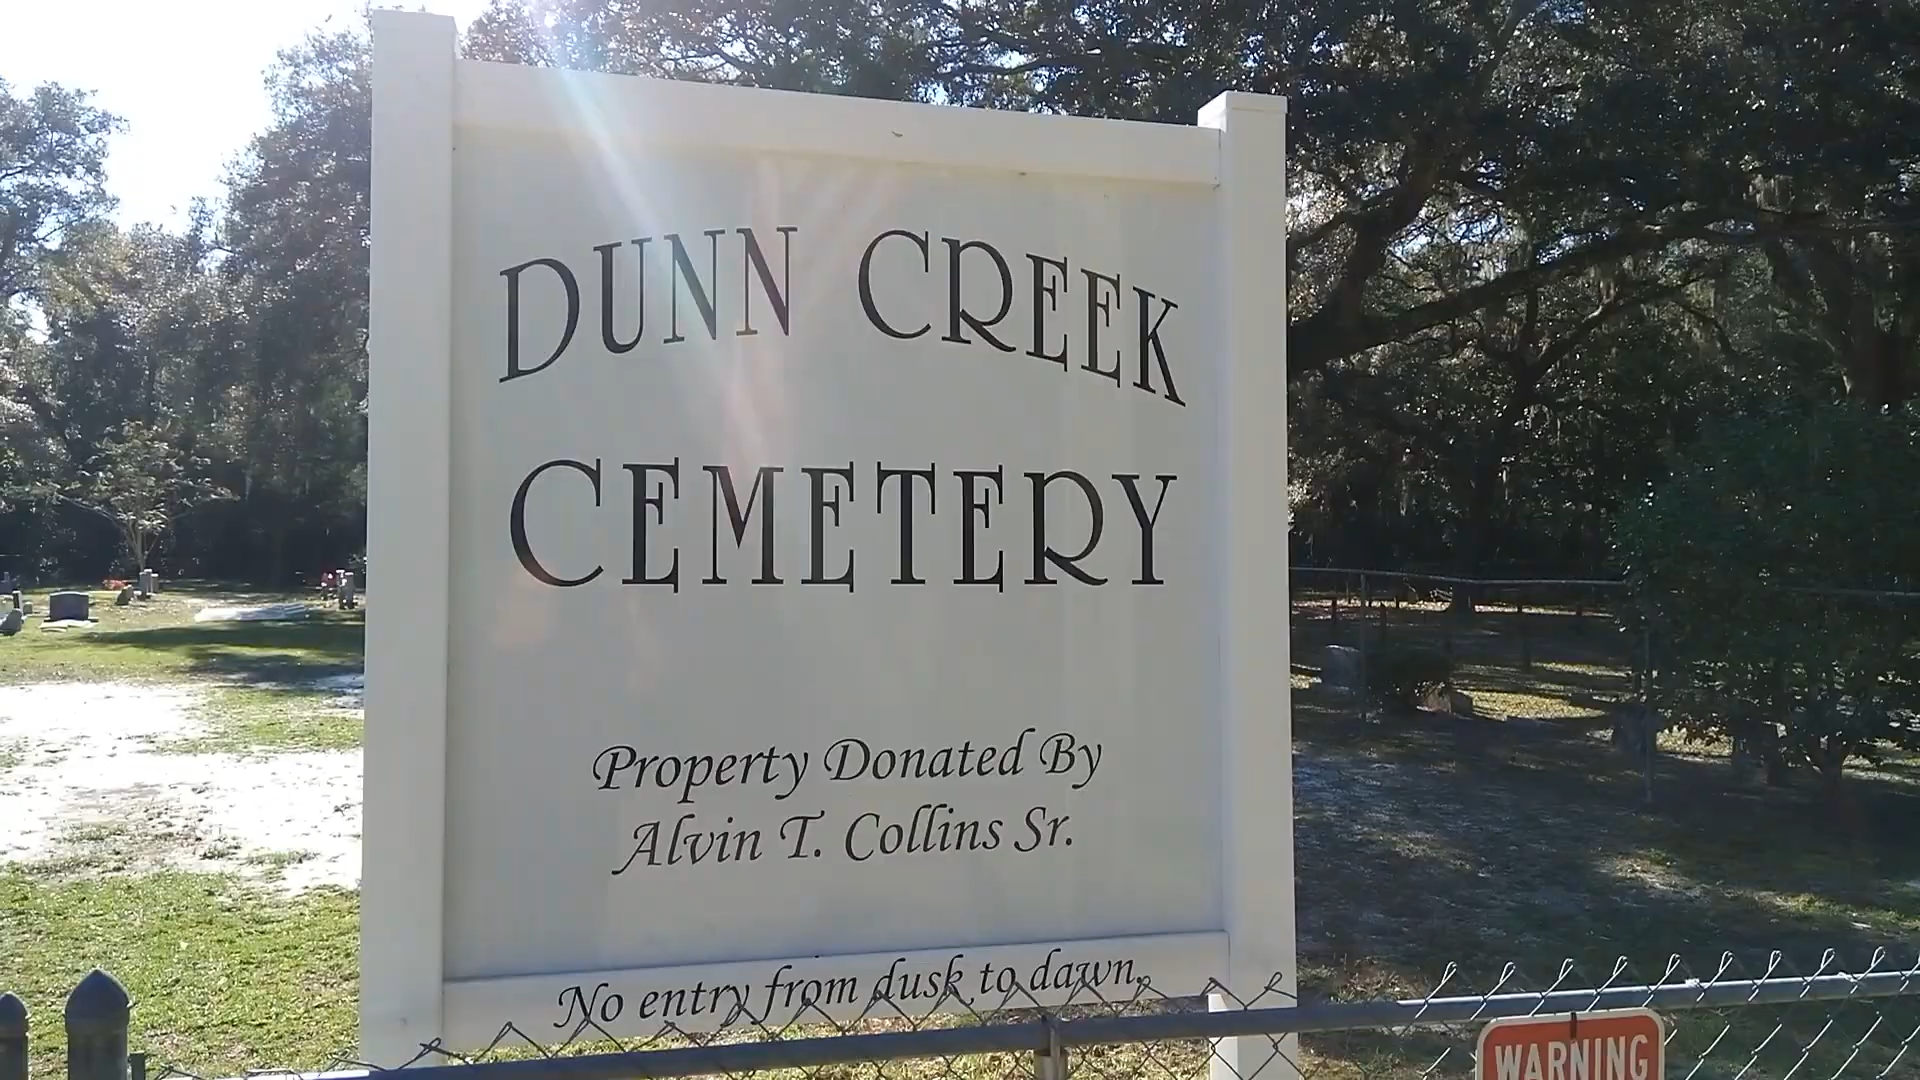 DUNN CREEK
CEMETERY
Property Donated By
Alvin T. Collins Sr.
No entry from dusk to dawn.
WARNING